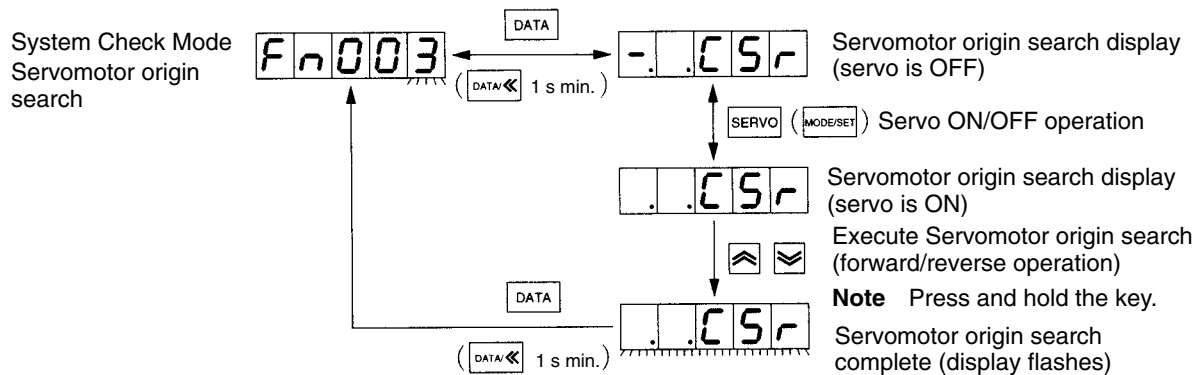 System Check Mode
Servomotor origin
search
Fn003
DATA
( DATA/≪ 1 s min. )
-. .CSr
Servomotor origin search display
(servo is OFF)
SERVO ( MODE/SET ) Servo ON/OFF operation
. .CSr
Servomotor origin search display
(servo is ON)
Execute Servomotor origin search
(forward/reverse operation)
Note Press and hold the key.
DATA
( DATA/≪ 1 s min. )
. .CSr
Servomotor origin search
complete (display flashes)